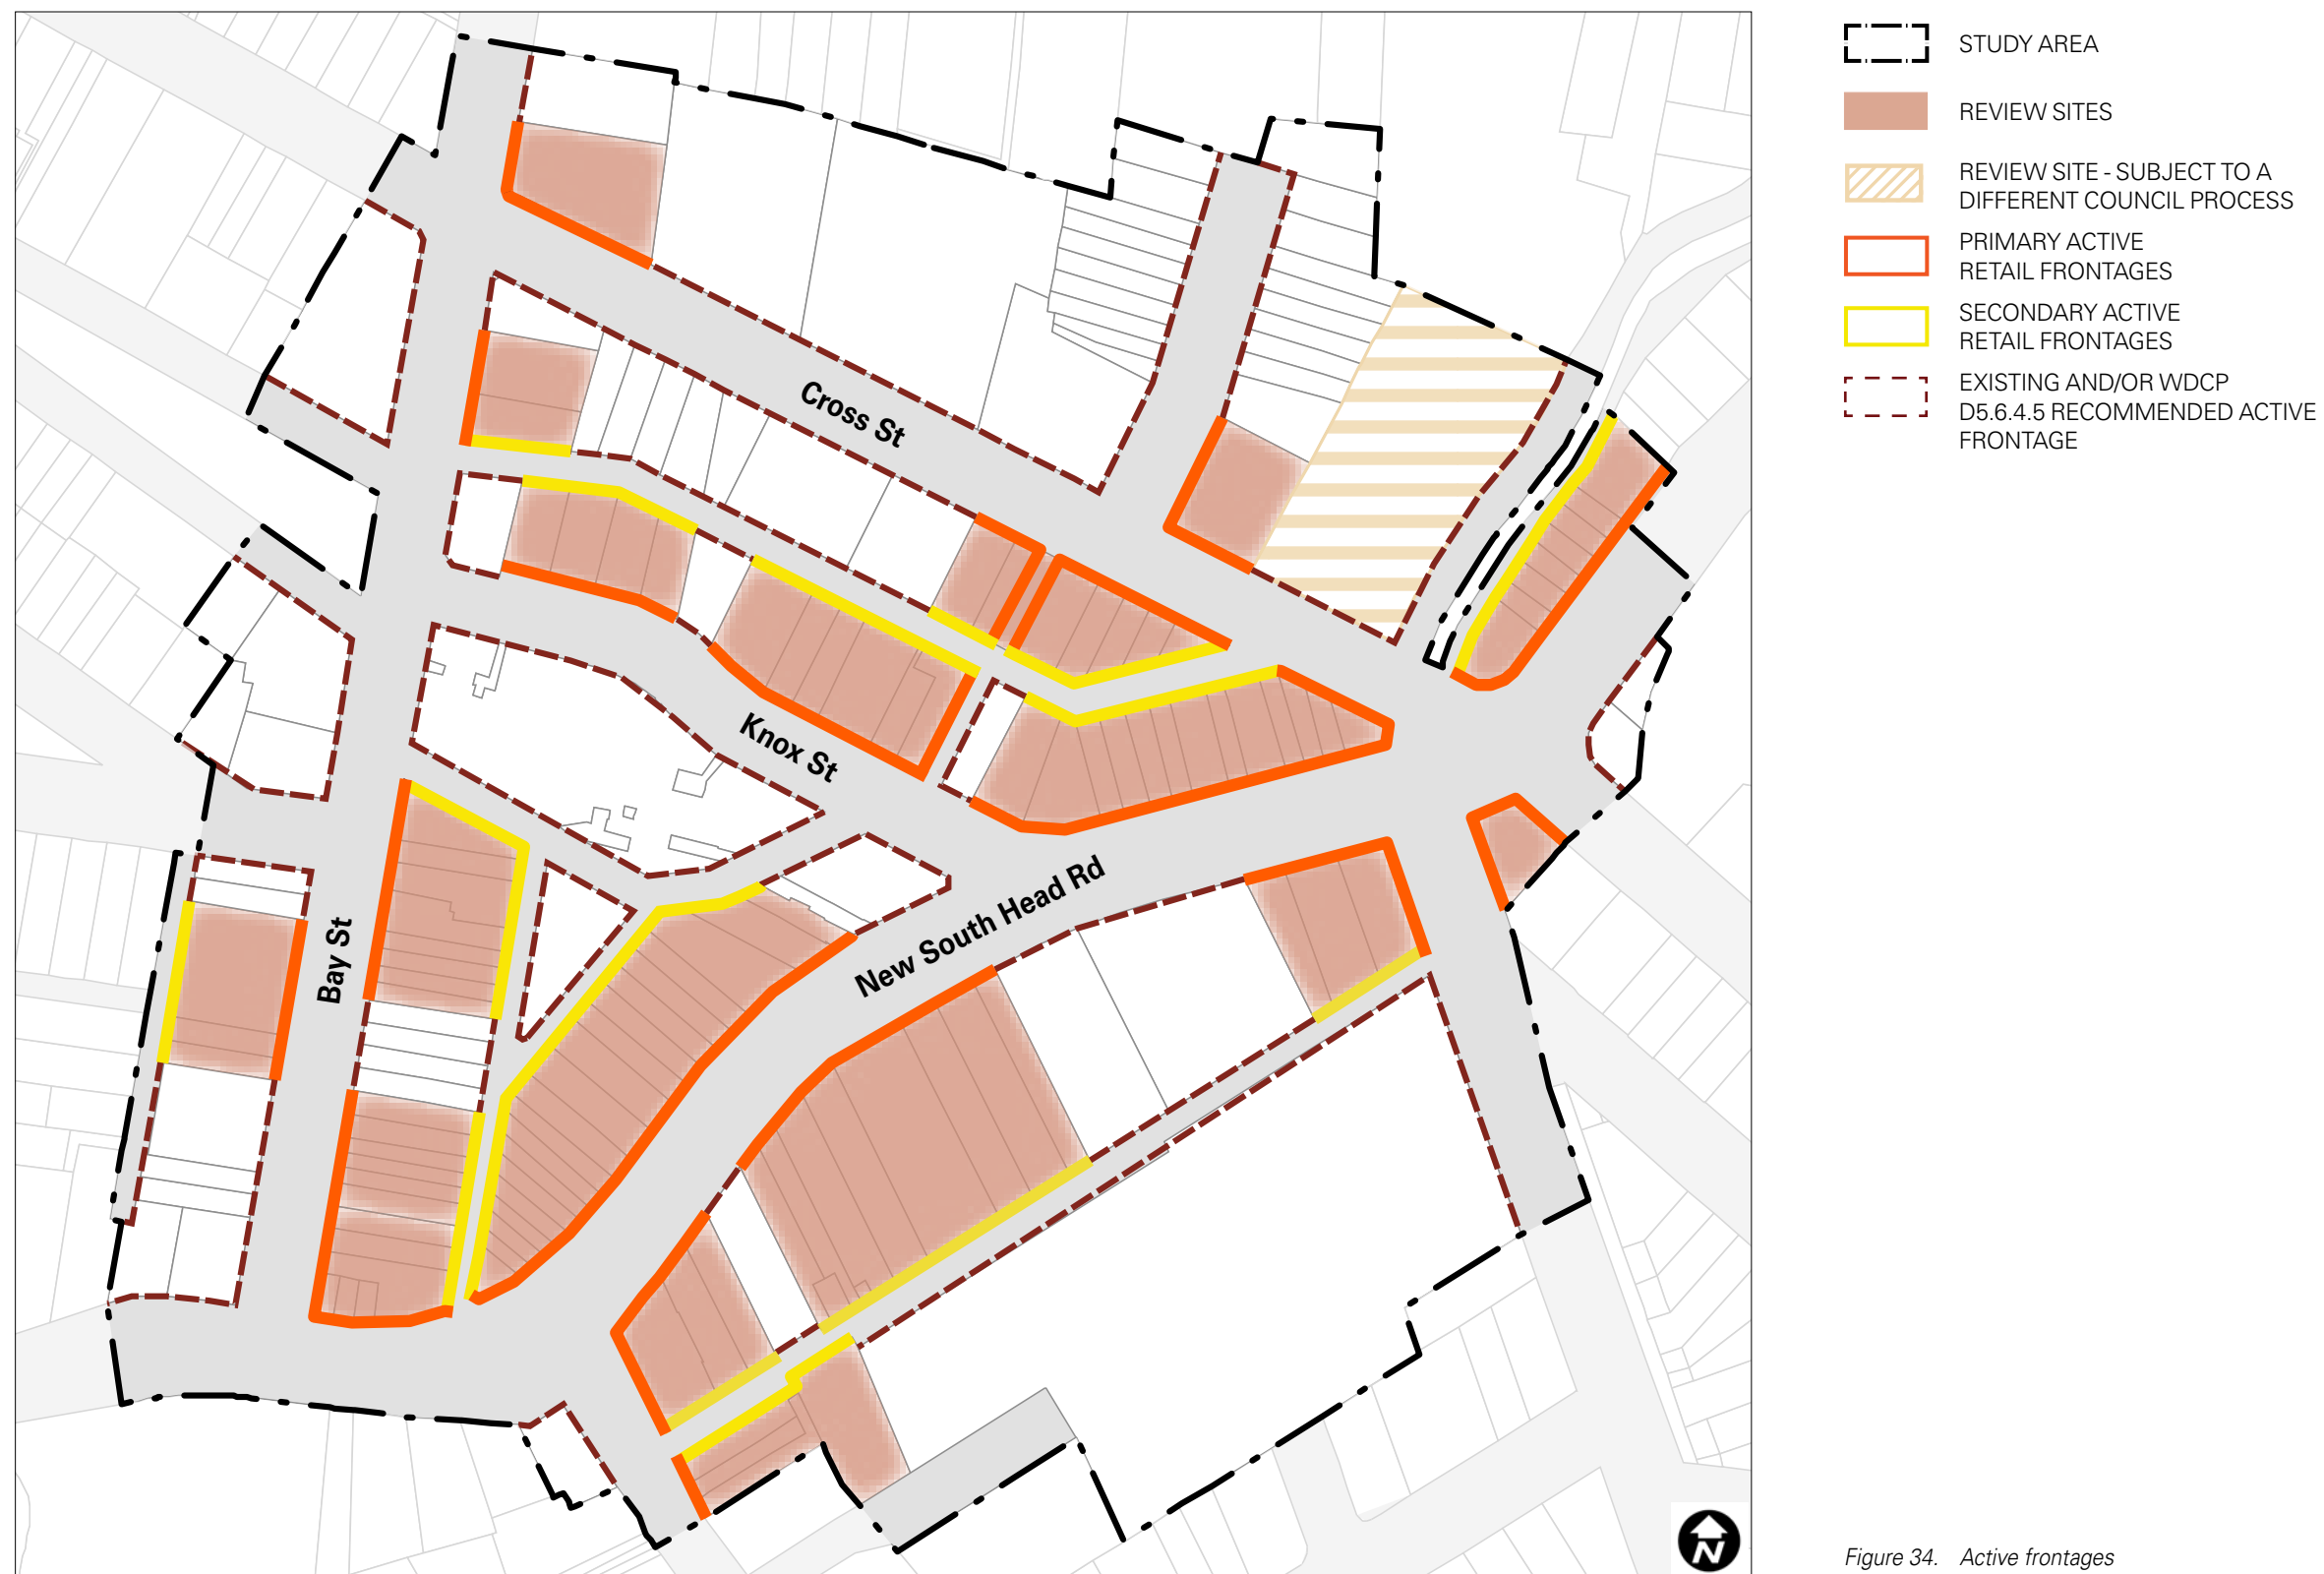 Cross St
Knox St
New South Head Rd
Bay St
N
STUDY AREA
REVIEW SITES
REVIEW SITE - SUBJECT TO A
DIFFERENT COUNCIL PROCESS
PRIMARY ACTIVE
RETAIL FRONTAGES
SECONDARY ACTIVE
RETAIL FRONTAGES
EXISTING AND/OR WDCP
D5.6.4.5 RECOMMENDED ACTIVE
FRONTAGE
Figure 34. Active frontages